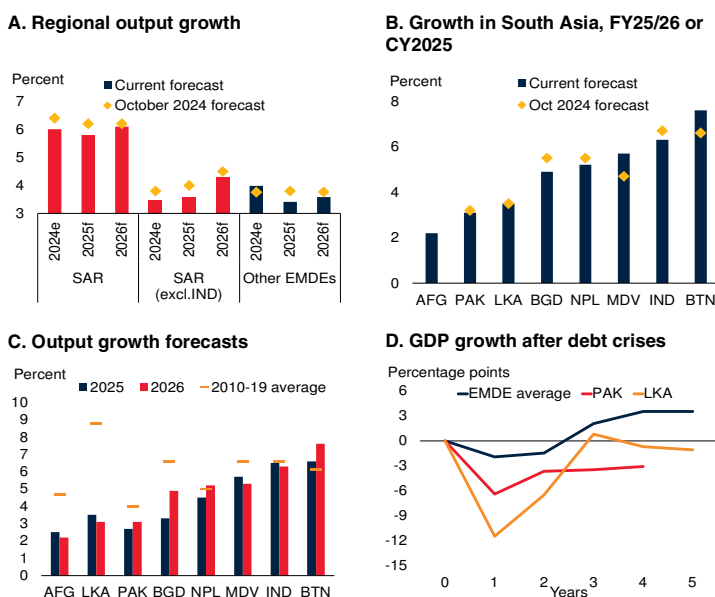 A. Regional output growth
Percent
Current forecast
October 2024 forecast
7
6
5
4
3
2024e
2025f
2026f
2024e
2025f
2026f
2024e
2025f
2026f
SAR
SAR
(excl.IND)
Other EMDEs
B. Growth in South Asia, FY25/26 or
CY2025
Percent
Current forecast
Oct 2024 forecast
8
6
4
2
0
AFG PAK LKA BGD NPL MDV IND BTN
C. Output growth forecasts
Percent
2025 2026 2010-19 average
10
9
8
7
6
5
4
3
2
1
0
AFG LKA PAK BGD NPL MDV IND BTN
D. GDP growth after debt crises
Percentage points
EMDE average PAK LKA
6
3
0
-3
-6
-9
-12
-15
0 1 2 3 4 5
Years